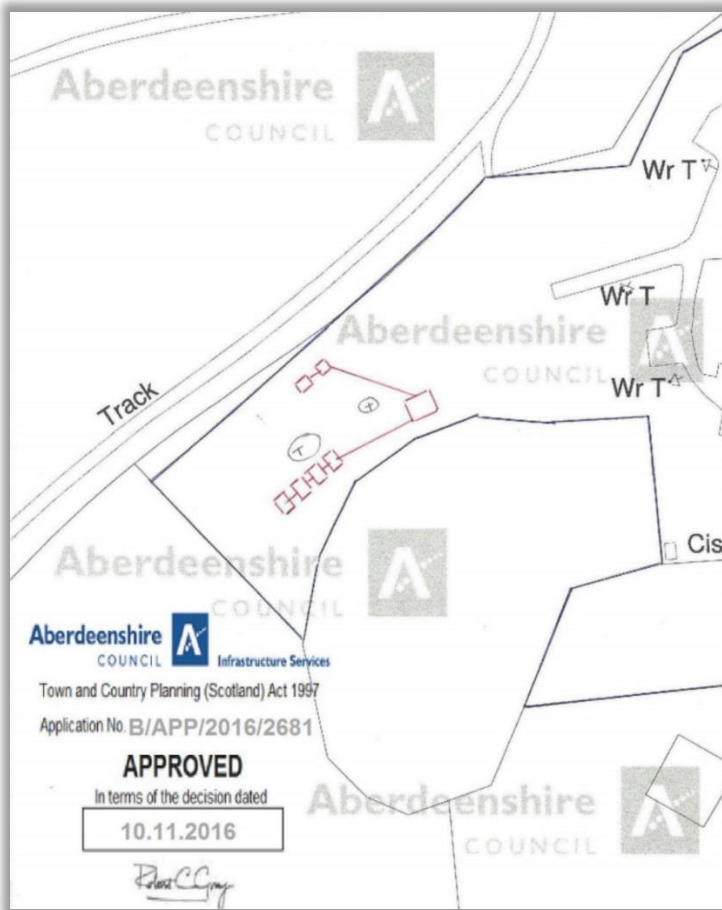 Aberdeenshire
COUNCIL
Wr T
Wr T
Aberdeenshire
COUNCIL
Wr T
Track
T
Cis
Aberdeenshire
COUNCIL
Aberdeenshire
COUNCIL
Infrastructure Services
Town and Country Planning (Scotland) Act 1997
Application No. B/APP/2016/2681
APPROVED
In terms of the decision dated
10.11.2016
Aberdeenshire
COUNCIL
Robert C. Gray